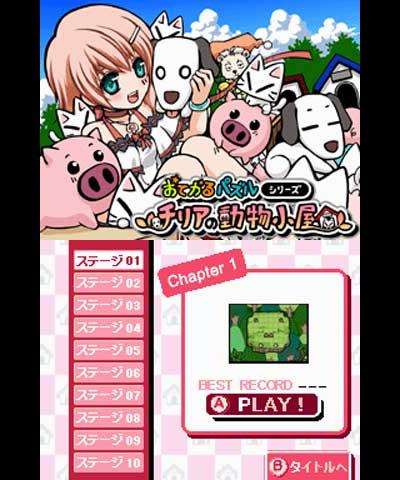 おてがるパズル シリーズ
チリアの動物小屋
ステージ 01
ステージ 02
ステージ 03
ステージ 04
ステージ 05
ステージ 06
ステージ 07
ステージ 08
ステージ 09
ステージ 10
Chapter 1
BEST RECORD ---
A PLAY!
B タイトルへ